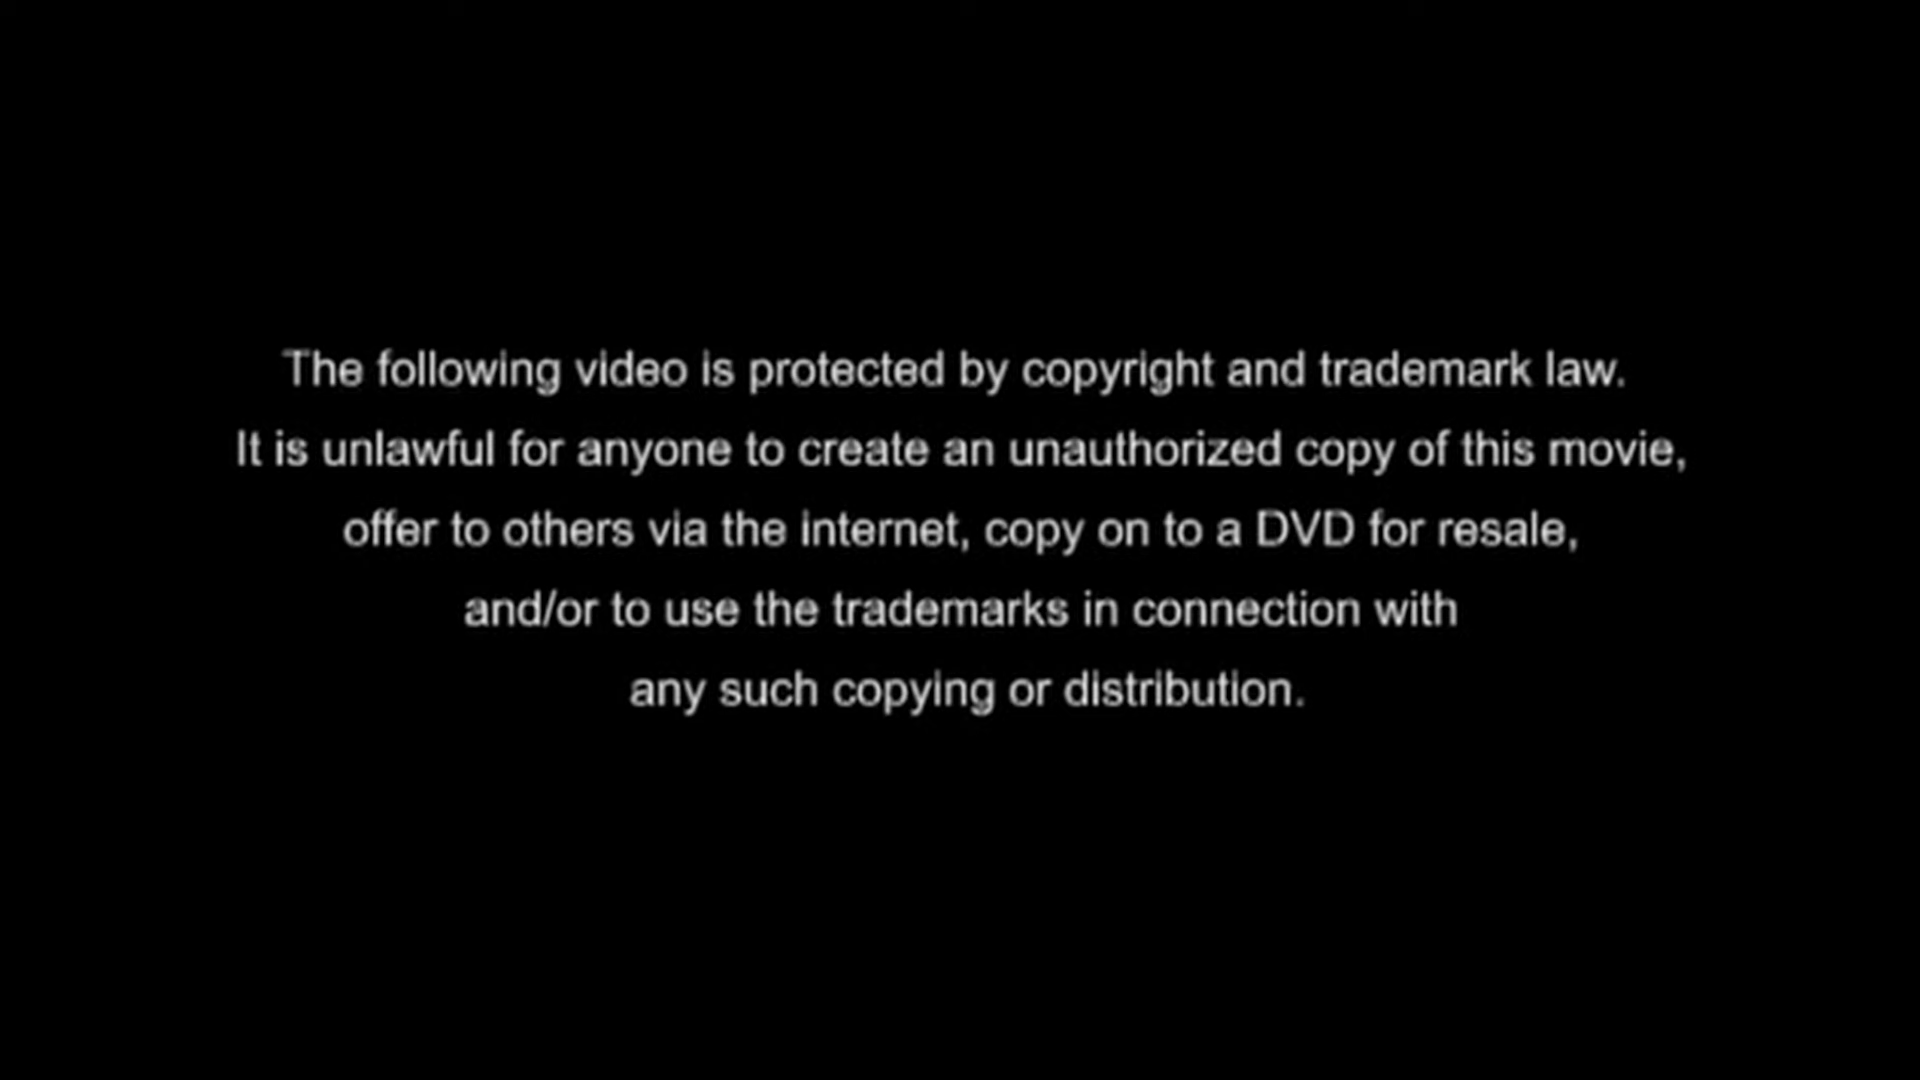 The following video is protected by copyright and trademark law.
It is unlawful for anyone to create an unauthorized copy of this movie,
offer to others via the internet, copy on to a DVD for resale,
and/or to use the trademarks in connection with
any such copying or distribution.